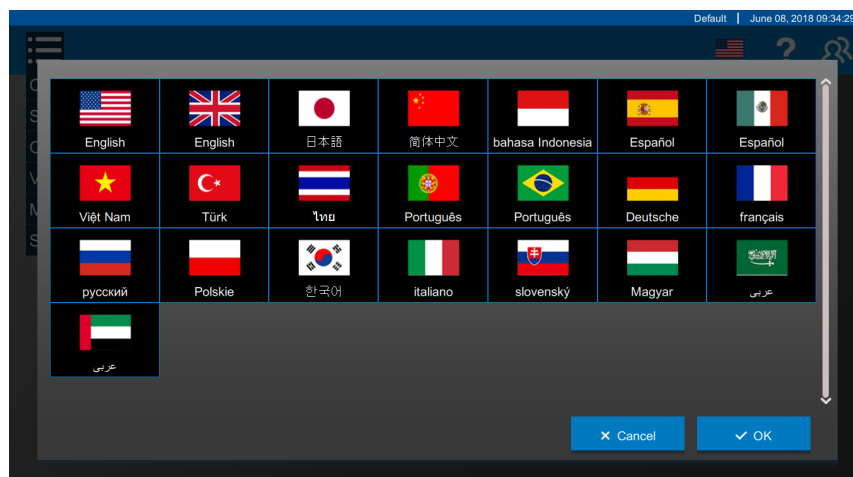 Default | June 08, 2018 09:34:29
?
English
English
日本語
简体中文
bahasa Indonesia
Español
Español
Việt Nam
Türk
ไทย
Português
Português
Deutsche
français
русский
Polskie
한국어
italiano
slovenský
Magyar
عربى
عربى
Cancel
OK